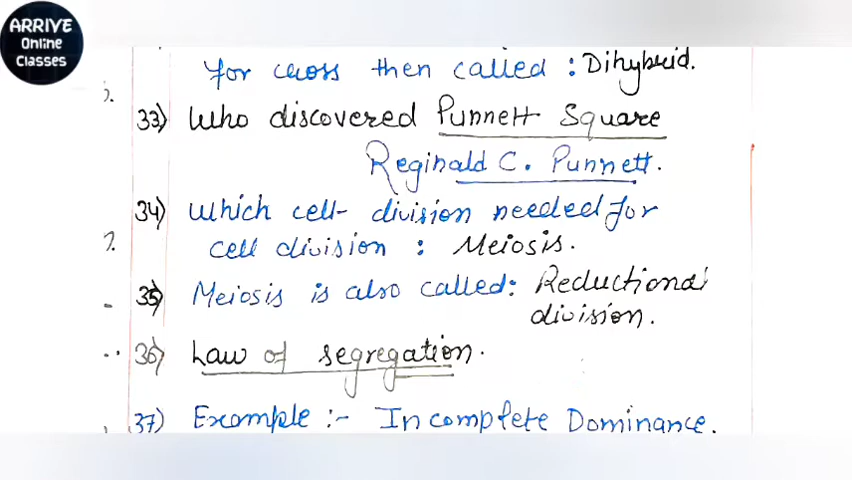 ARRIVE
Online
Classes
for cross then called : Dihybrid.
33) Who discovered Punnett Square
Reginald C. Punnett.
34) Which cell- division needed for
cell division : Meiosis.
35) Meiosis is also called: Reductional
division.
36) Law of segregation.
37) Example :- In complete Dominance.